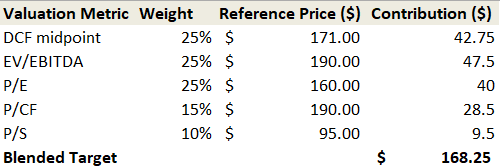 Valuation Metric Weight Reference Price ($) Contribution ($)
DCF midpoint 25% $ 171.00 42.75
EV/EBITDA 25% $ 190.00 47.5
P/E 25% $ 160.00 40
P/CF 15% $ 190.00 28.5
P/S 10% $ 95.00 9.5
Blended Target $ 168.25